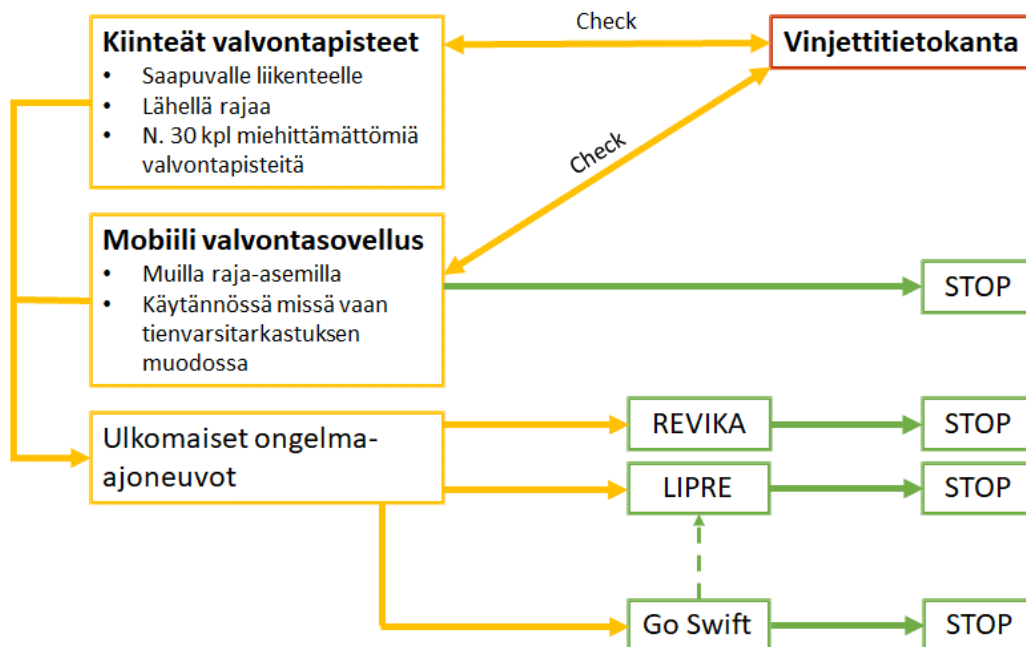 Kiinteät valvontapisteet
• Saapuvalle liikenteelle
• Lähellä rajaa
• N. 30 kpl miehittämättömiä
valvontapisteitä
Check
Vinjettitietokanta
Check
Mobiili valvontasovellus
• Muilla raja-asemilla
• Käytännössä missä vaan
tienvarsitarkastuksen
muodossa
STOP
Ulkomaiset ongelma-
ajoneuvot
REVIKA
STOP
LIPRE
STOP
Go Swift
STOP